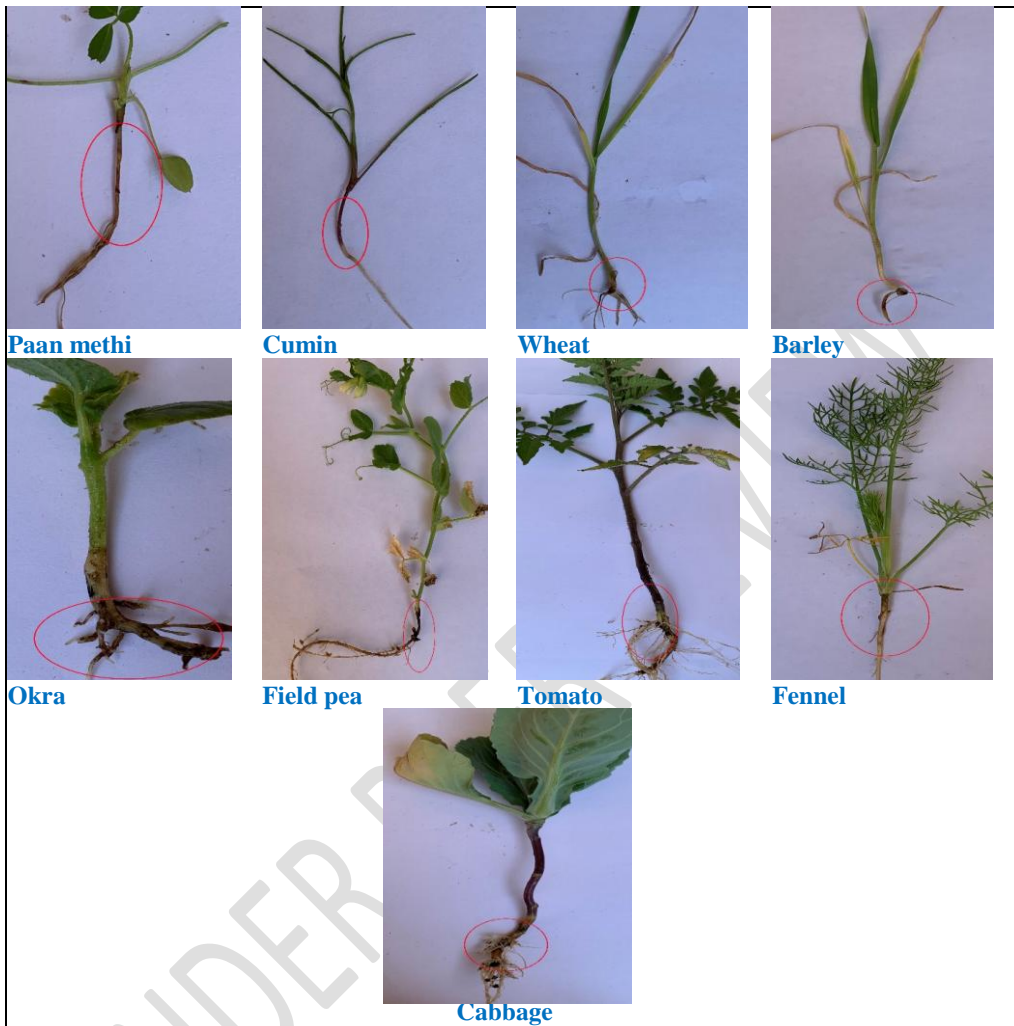 Paan methi
Cumin
Wheat
Barley
Okra
Field pea
Tomato
Fennel
Cabbage